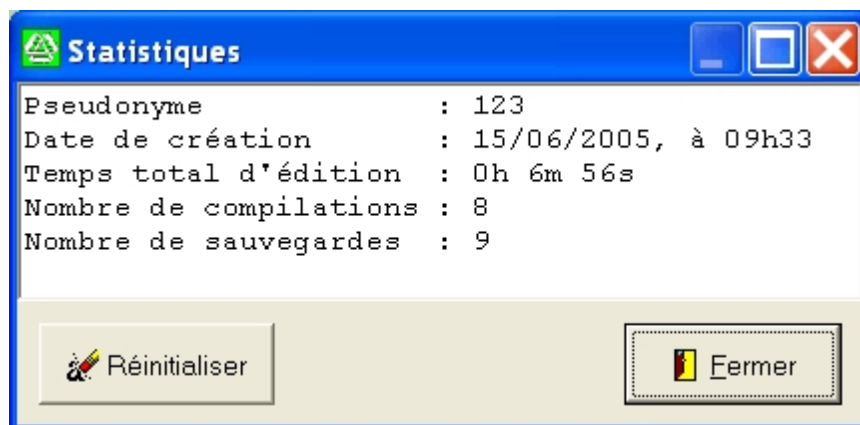 Statistiques
Pseudonyme : 123
Date de création : 15/06/2005, à 09h33
Temps total d'édition : 0h 6m 56s
Nombre de compilations : 8
Nombre de sauvegardes : 9
Réinitialiser
Fermer